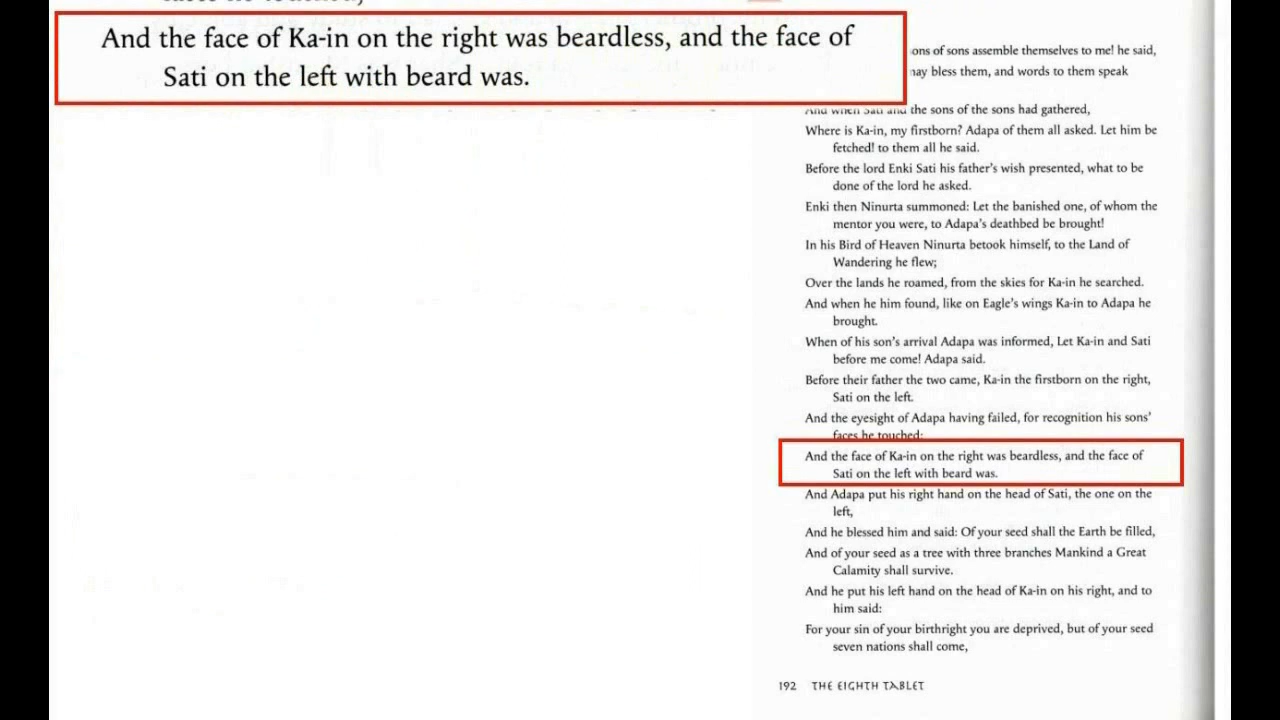 And the face of Ka-in on the right was beardless, and the face of
Sati on the left with beard was.
ons of sons assemble themselves to me! he said,
may bless them, and words to them speak
And when Sati and the sons of the sons had gathered,
Where is Ka-in, my firstborn? Adapa of them all asked. Let him be
fetched! to them all he said.
Before the lord Enki Sati his father's wish presented, what to be
done of the lord he asked.
Enki then Ninurta summoned: Let the banished one, of whom the
mentor you were, to Adapa's deathbed be brought!
In his Bird of Heaven Ninurta betook himself, to the Land of
Wandering he flew;
Over the lands he roamed, from the skies for Ka-in he searched.
And when he him found, like on Eagle's wings Ka-in to Adapa he
brought.
When of his son's arrival Adapa was informed, Let Ka-in and Sati
before me come! Adapa said.
Before their father the two came, Ka-in the firstborn on the right,
Sati on the left.
And the eyesight of Adapa having failed, for recognition his sons'
faces he touched;
And the face of Ka-in on the right was beardless, and the face of
Sati on the left with beard was.
And Adapa put his right hand on the head of Sati, the one on the
left,
And he blessed him and said: Of your seed shall the Earth be filled,
And of your seed as a tree with three branches Mankind a Great
Calamity shall survive.
And he put his left hand on the head of Ka-in on his right, and to
him said:
For your sin of your birthright you are deprived, but of your seed
seven nations shall come,
192 THE EIGHTH TABLET